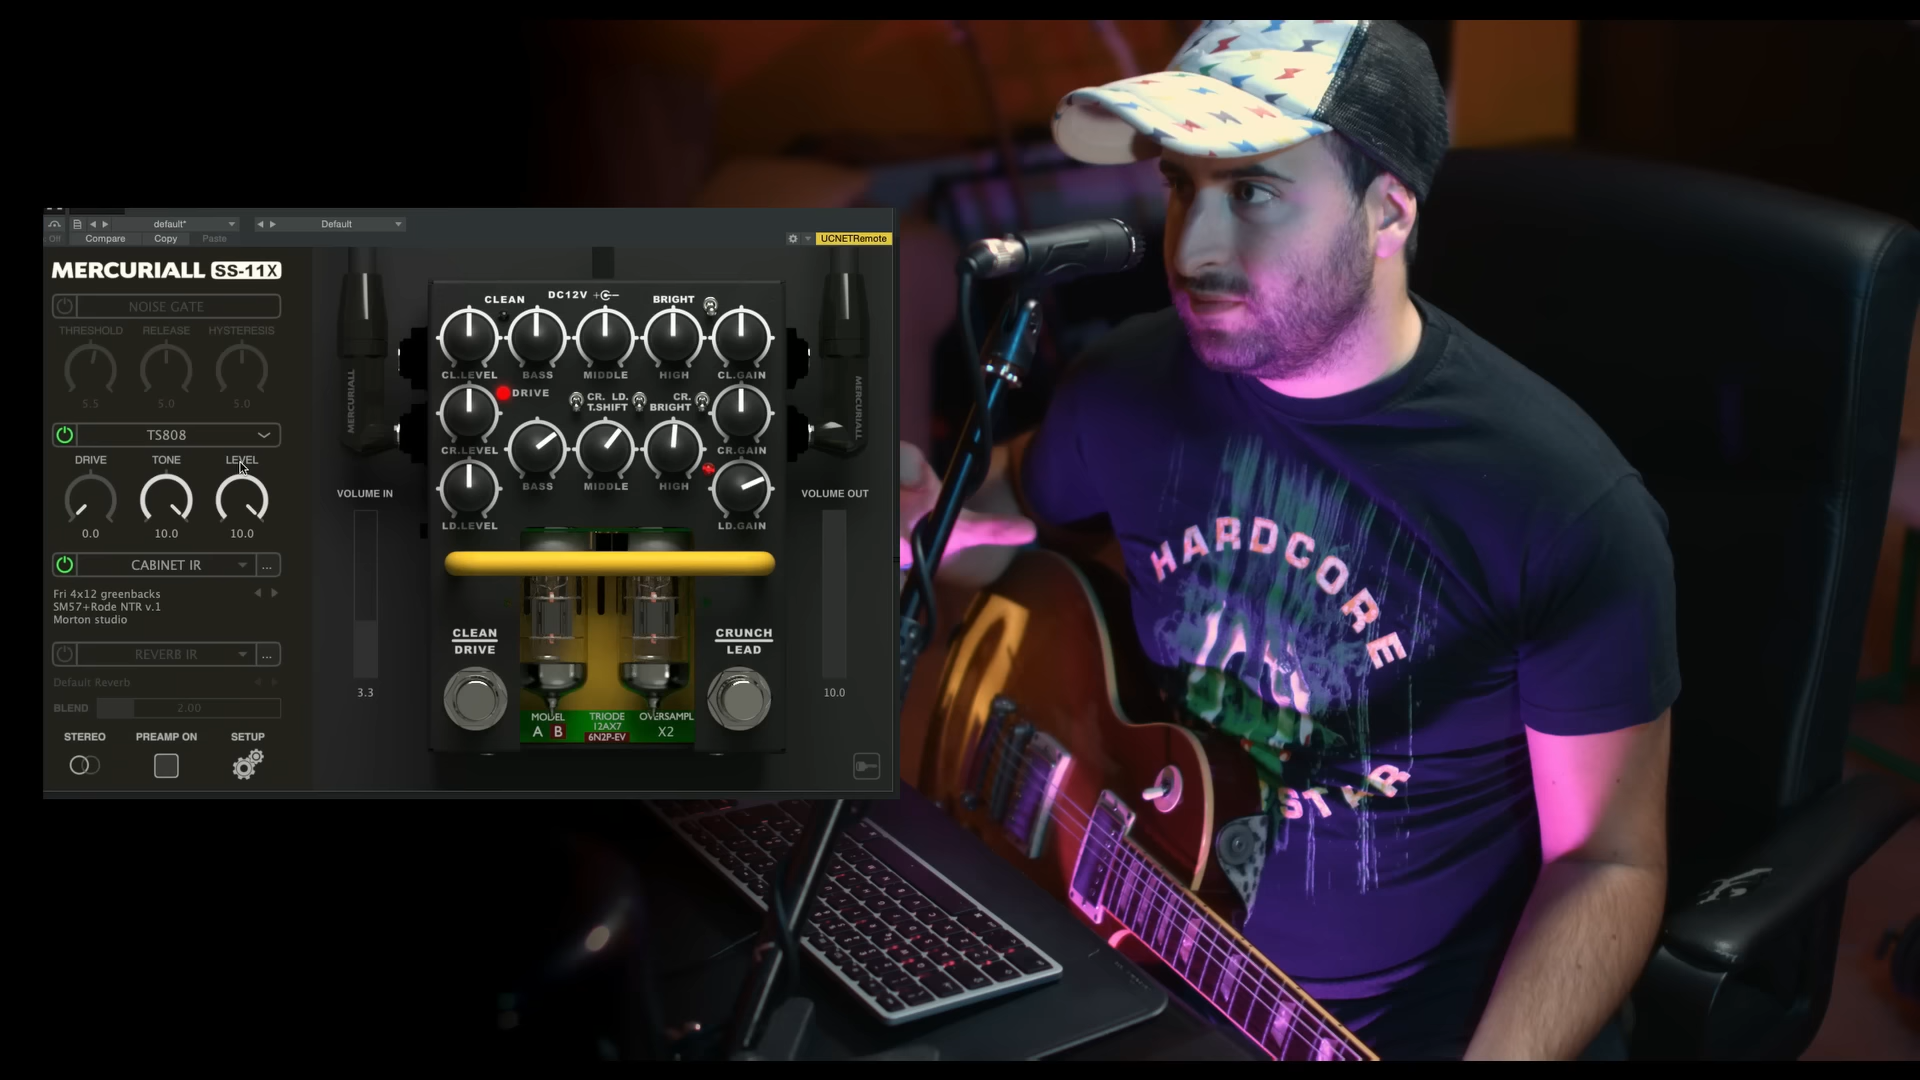 default*
Default
Off
Compare
Copy
Paste
UCNETRemote
MERCURIALL SS-11X
NOISE GATE
THRESHOLD RELEASE HYSTERESIS
5.5 5.0 5.0
TS808
DRIVE TONE LEVEL
0.0 10.0 10.0
CABINET IR ...
Fri 4x12 greenbacks
SM57+Rode NTR v.1
Morton studio
REVERB IR ...
Default Reverb
BLEND 2.00
STEREO PREAMP ON SETUP
MERCURIALL
VOLUME IN
3.3
CLEAN DC12V BRIGHT
CL.LEVEL BASS MIDDLE HIGH CL.GAIN
DRIVE CR. LD. CR.
T.SHIFT BRIGHT
CR.LEVEL CR.GAIN
BASS MIDDLE HIGH
LD.LEVEL LD.GAIN
CLEAN
DRIVE
CRUNCH
LEAD
MODEL TRIODE OVERSAMPL
A B 12AX7 X2
6N2P-EV
MERCURIALL
VOLUME OUT
10.0
HARDCORE
STAR